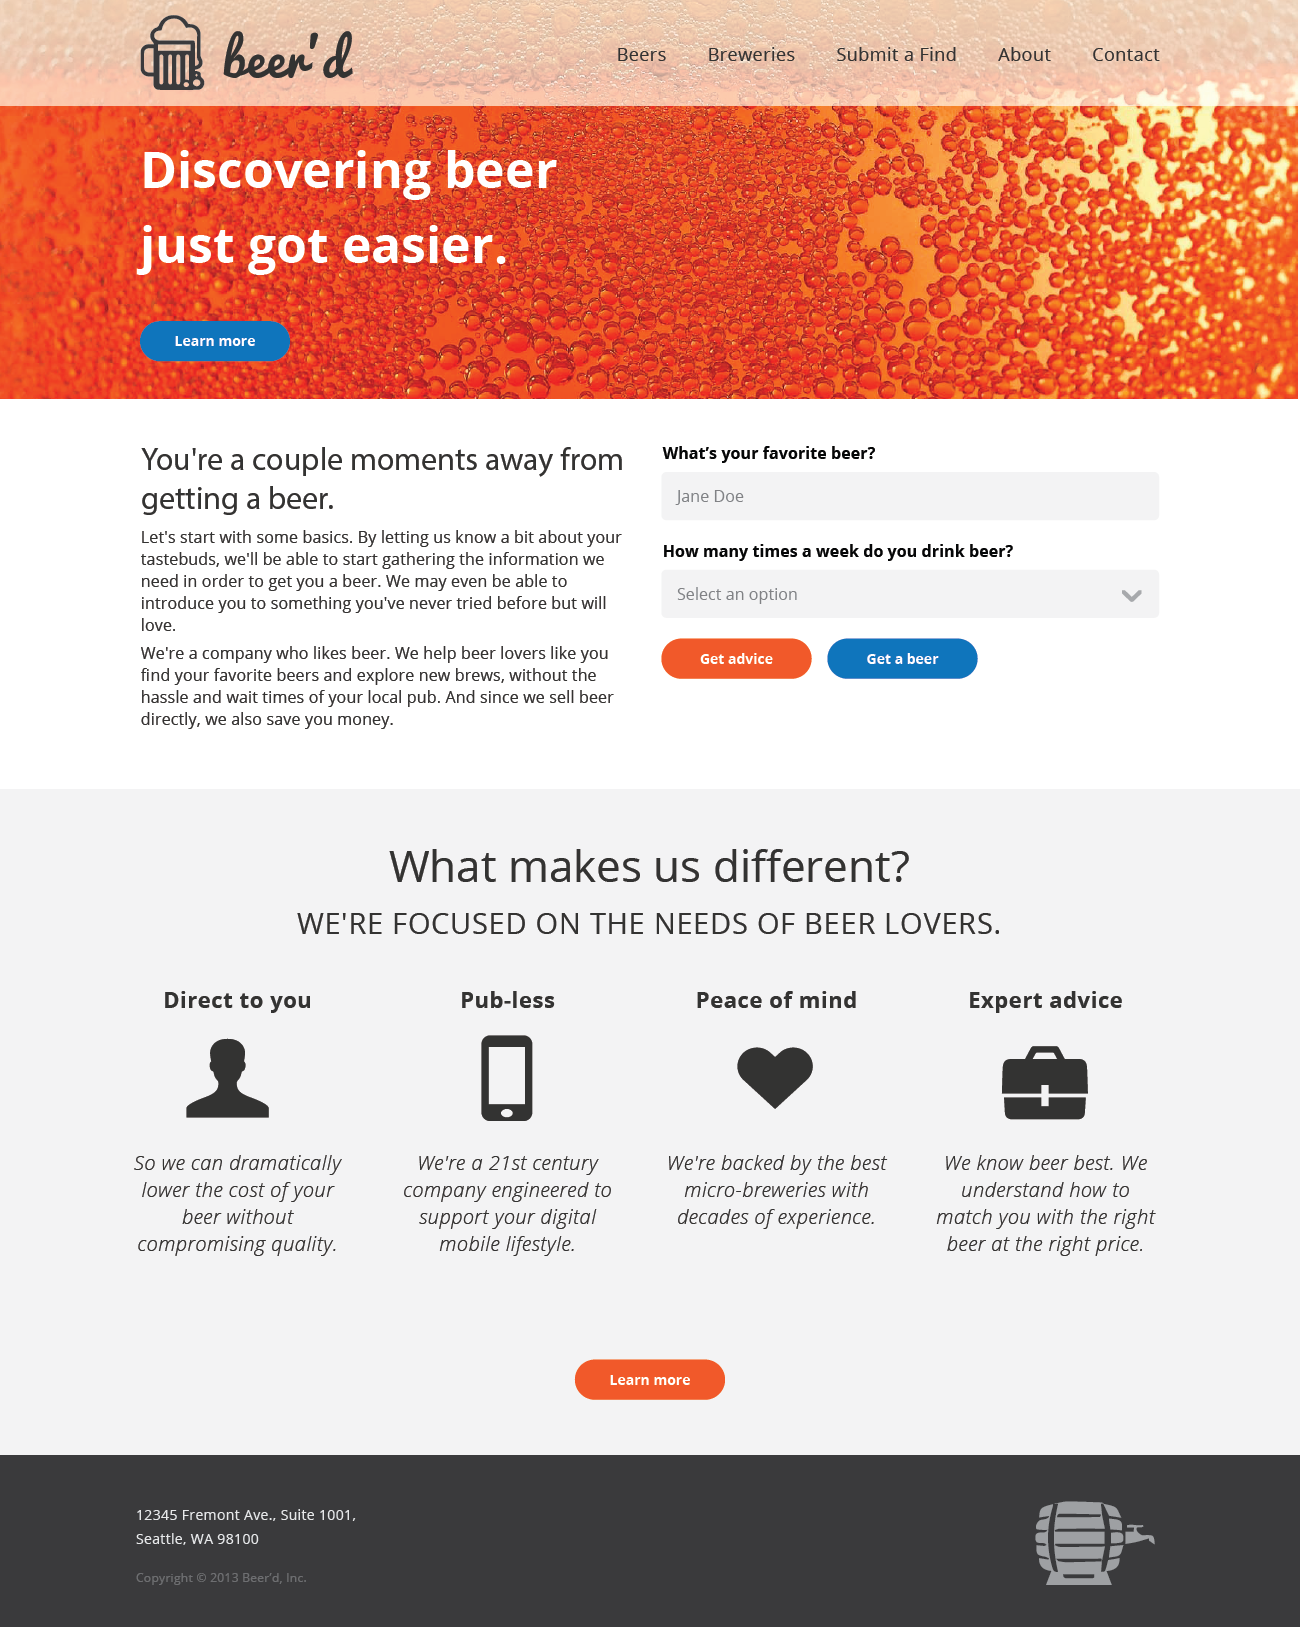 beer'd
Beers Breweries Submit a Find About Contact
Discovering beer
just got easier.
Learn more
You're a couple moments away from
getting a beer.
Let's start with some basics. By letting us know a bit about your
tastebuds, we'll be able to start gathering the information we
need in order to get you a beer. We may even be able to
introduce you to something you've never tried before but will
love.
We're a company who likes beer. We help beer lovers like you
find your favorite beers and explore new brews, without the
hassle and wait times of your local pub. And since we sell beer
directly, we also save you money.
What’s your favorite beer?
Jane Doe
How many times a week do you drink beer?
Select an option
Get advice Get a beer
What makes us different?
WE'RE FOCUSED ON THE NEEDS OF BEER LOVERS.
Direct to you
So we can dramatically
lower the cost of your
beer without
compromising quality.
Pub-less
We're a 21st century
company engineered to
support your digital
mobile lifestyle.
Peace of mind
We're backed by the best
micro-breweries with
decades of experience.
Expert advice
We know beer best. We
understand how to
match you with the right
beer at the right price.
Learn more
12345 Fremont Ave., Suite 1001,
Seattle, WA 98100
Copyright © 2013 Beer’d, Inc.